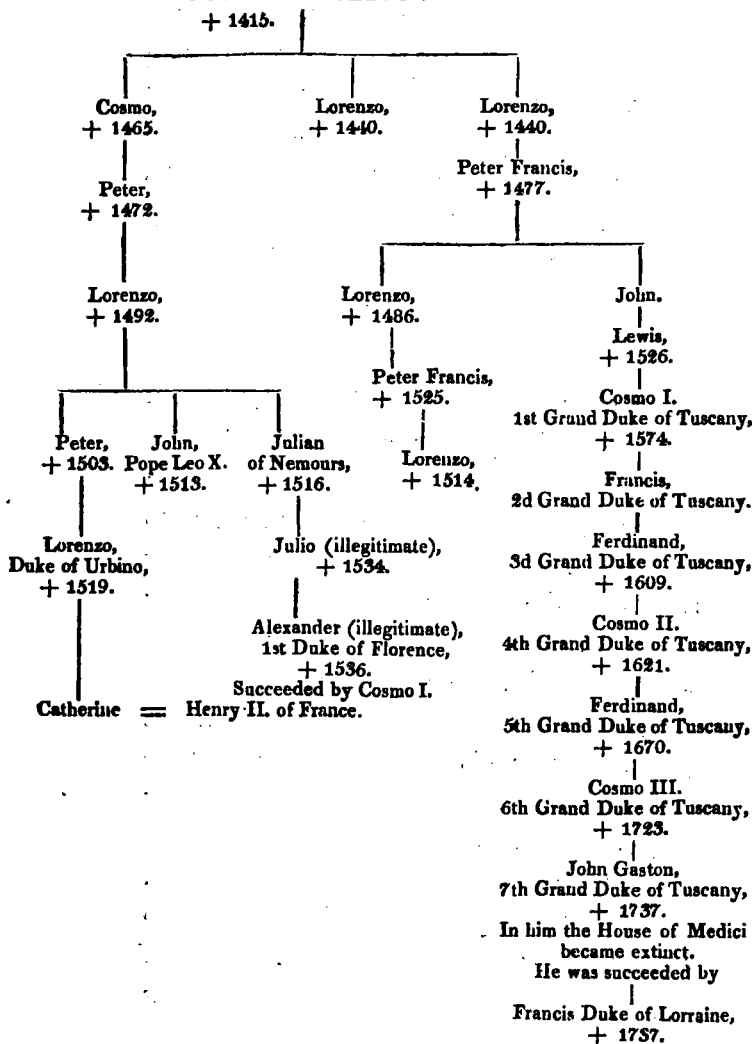 + 1415.
Cosmo,
+ 1465.
Lorenzo,
+ 1440.
Lorenzo,
+ 1440.
Peter,
+ 1472.
Peter Francis,
+ 1477.
Lorenzo,
+ 1492.
Lorenzo,
+ 1486.
John.
Lewis,
+ 1526.
Peter Francis,
+ 1525.
Cosmo I.
1st Grand Duke of Tuscany,
+ 1574.
Peter,
+ 1503.
John,
Pope Leo X.
+ 1513.
Julian
of Nemours,
+ 1516.
Lorenzo,
+ 1514.
Francis,
2d Grand Duke of Tuscany.
Lorenzo,
Duke of Urbino,
+ 1519.
Julio (illegitimate),
+ 1534.
Ferdinand,
3d Grand Duke of Tuscany,
+ 1609.
Alexander (illegitimate),
1st Duke of Florence,
+ 1536.
Succeeded by Cosmo I.
Cosmo II.
4th Grand Duke of Tuscany,
+ 1621.
Catherine = Henry II. of France.
Ferdinand,
5th Grand Duke of Tuscany,
+ 1670.
Cosmo III.
6th Grand Duke of Tuscany,
+ 1723.
John Gaston,
7th Grand Duke of Tuscany,
+ 1737.
In him the House of Medici
became extinct.
He was succeeded by
Francis Duke of Lorraine,
+ 1757.